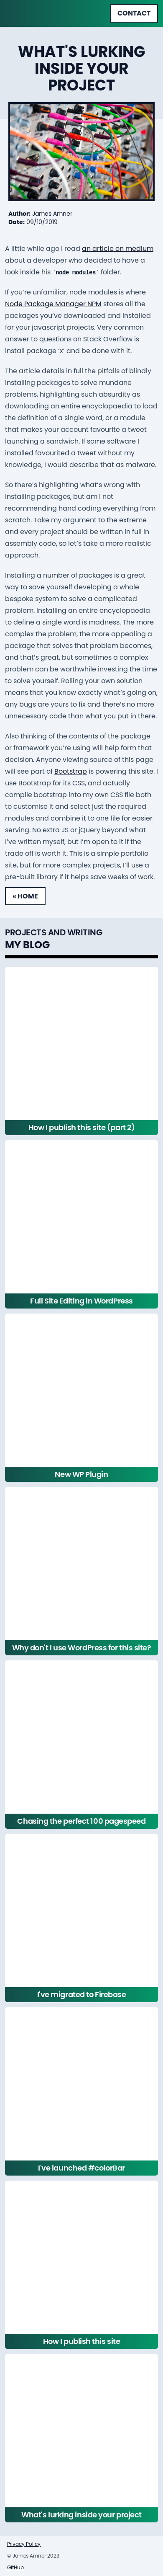 CONTACT
WHAT'S LURKING
INSIDE YOUR
PROJECT
Author: James Amner
Date: 09/10/2019
A little while ago I read an article on medium
about a developer who decided to have a
look inside his `node_modules` folder.
If you're unfamiliar, node modules is where
Node Package Manager NPM stores all the
packages you've downloaded and installed
for your javascript projects. Very common
answer to questions on Stack Overflow is
install package 'x' and be done with it.
The article details in full the pitfalls of blindly
installing packages to solve mundane
problems, highlighting such absurdity as
downloading an entire encyclopaedia to load
the definition of a single word, or a module
that makes your account favourite a tweet
launching a sandwich. If some software I
installed favourited a tweet without my
knowledge, I would describe that as malware.
So there's highlighting what's wrong with
installing packages, but am I not
recommending hand coding everything from
scratch. Take my argument to the extreme
and every project should be written in full in
assembly code, so let's take a more realistic
approach.
Installing a number of packages is a great
way to save yourself developing a whole
bespoke system to solve a complicated
problem. Installing an entire encyclopaedia
to define a single word is madness. The more
complex the problem, the more appealing a
package that solves that problem becomes,
and that's great, but sometimes a complex
problem can be worthwhile investing the time
to solve yourself. Rolling your own solution
means that you know exactly what's going on,
any bugs are yours to fix and there's no more
unnecessary code than what you put in there.
Also thinking of the contents of the package
or framework you're using will help form that
decision. Anyone viewing source of this page
will see part of Bootstrap is powering this site. I
use Bootstrap for its CSS, and actually
compile bootstrap into my own CSS file both
to customise it and select just the required
modules and combine it to one file for easier
serving. No extra JS or jQuery beyond what
I've written myself, but I'm open to it if the
payoff is worth it. This is a simple portfolio
site, but for more complex projects, I'll use a
pre-built library if it helps save weeks of work.
« HOME
PROJECTS AND WRITING
MY BLOG
How I publish this site (part 2)
Full Site Editing in WordPress
New WP Plugin
Why don't I use WordPress for this site?
Chasing the perfect 100 pagespeed
I've migrated to Firebase
I've launched #colorBar
How I publish this site
What's lurking inside your project
Privacy Policy
© James Amner 2023
GitHub